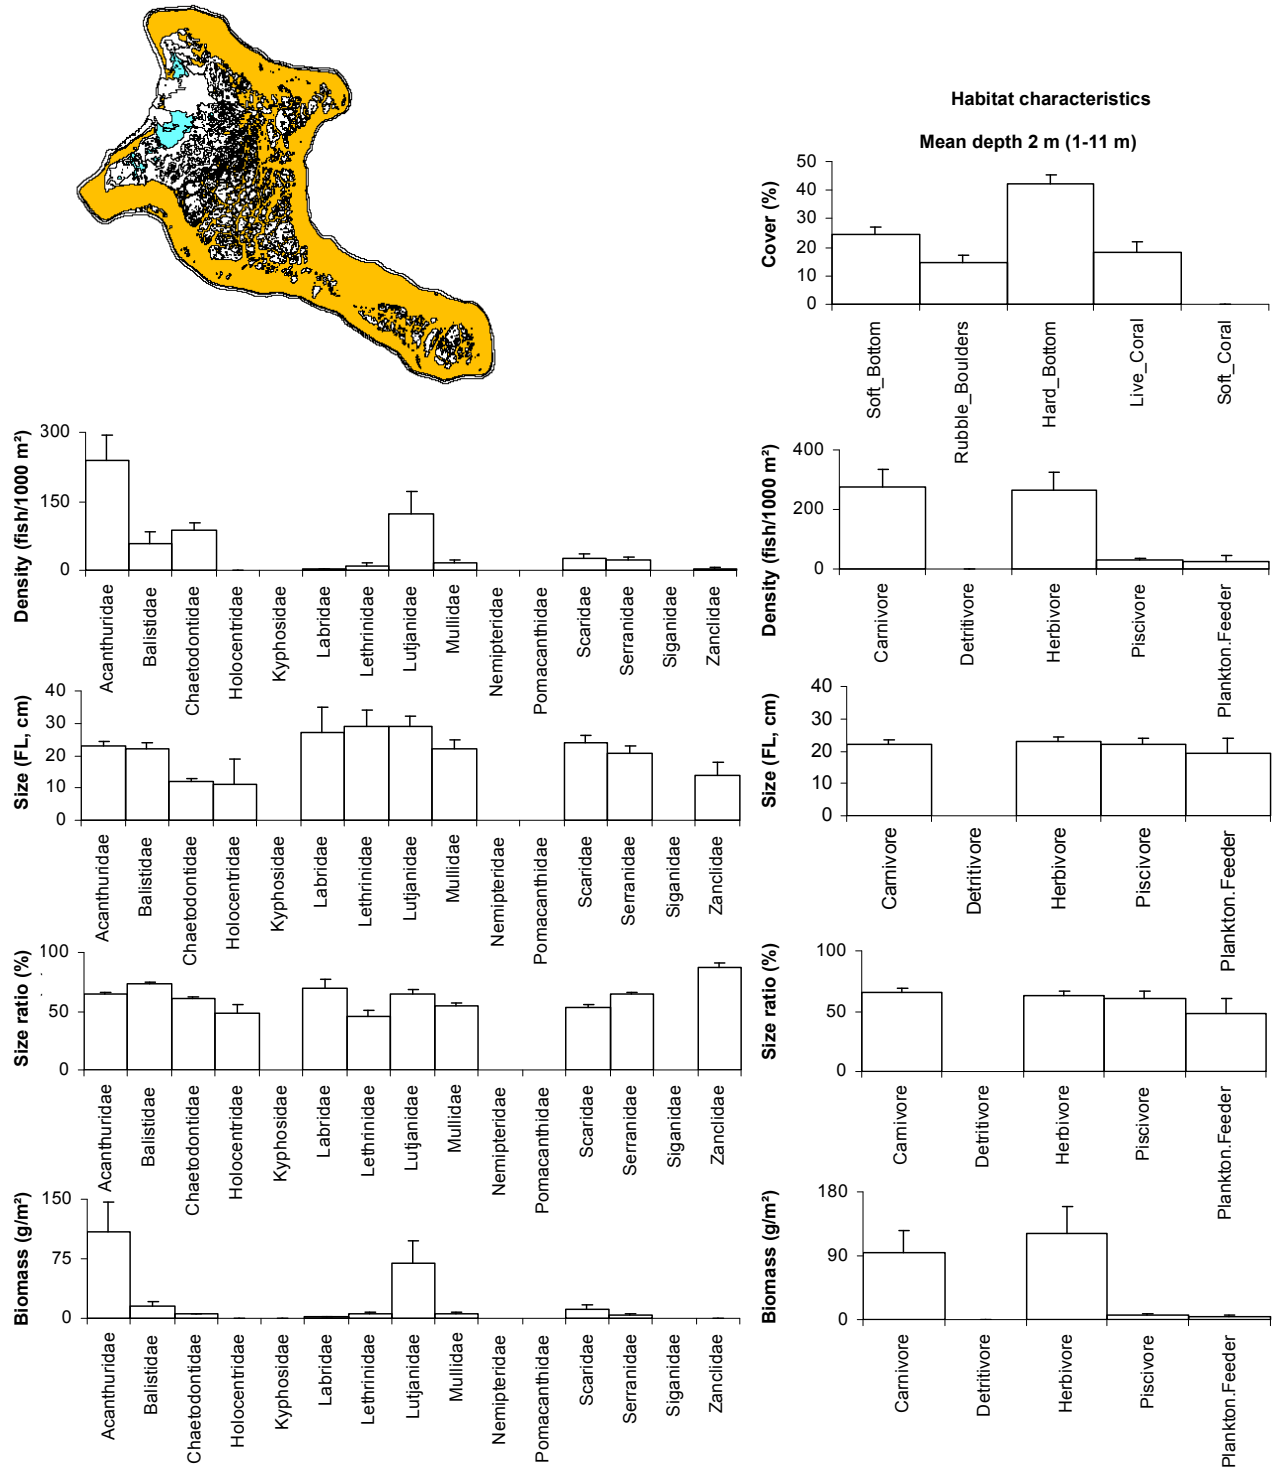 Habitat characteristics
Mean depth 2 m (1-11 m)
Cover (%)
50
40
30
20
10
0
Soft_Bottom
Rubble_Boulders
Hard_Bottom
Live_Coral
Soft_Coral
Density (fish/1000 m²)
300
150
0
Acanthuridae
Balistidae
Chaetodontidae
Holocentridae
Kyphosidae
Labridae
Lethrinidae
Lutjanidae
Mullidae
Nemipteridae
Pomacanthidae
Scaridae
Serranidae
Siganidae
Zanclidae
Density (fish/1000 m²)
400
200
0
Carnivore
Detritivore
Herbivore
Piscivore
Plankton.Feeder
Size (FL, cm)
40
30
20
10
0
Acanthuridae
Balistidae
Chaetodontidae
Holocentridae
Kyphosidae
Labridae
Lethrinidae
Lutjanidae
Mullidae
Nemipteridae
Pomacanthidae
Scaridae
Serranidae
Siganidae
Zanclidae
Size (FL, cm)
40
30
20
10
0
Carnivore
Detritivore
Herbivore
Piscivore
Plankton.Feeder
Size ratio (%)
100
50
0
Acanthuridae
Balistidae
Chaetodontidae
Holocentridae
Kyphosidae
Labridae
Lethrinidae
Lutjanidae
Mullidae
Nemipteridae
Pomacanthidae
Scaridae
Serranidae
Siganidae
Zanclidae
Size ratio (%)
100
50
0
Carnivore
Detritivore
Herbivore
Piscivore
Plankton.Feeder
Biomass (g/m²)
150
75
0
Acanthuridae
Balistidae
Chaetodontidae
Holocentridae
Kyphosidae
Labridae
Lethrinidae
Lutjanidae
Mullidae
Nemipteridae
Pomacanthidae
Scaridae
Serranidae
Siganidae
Zanclidae
Biomass (g/m²)
180
90
0
Carnivore
Detritivore
Herbivore
Piscivore
Plankton.Feeder